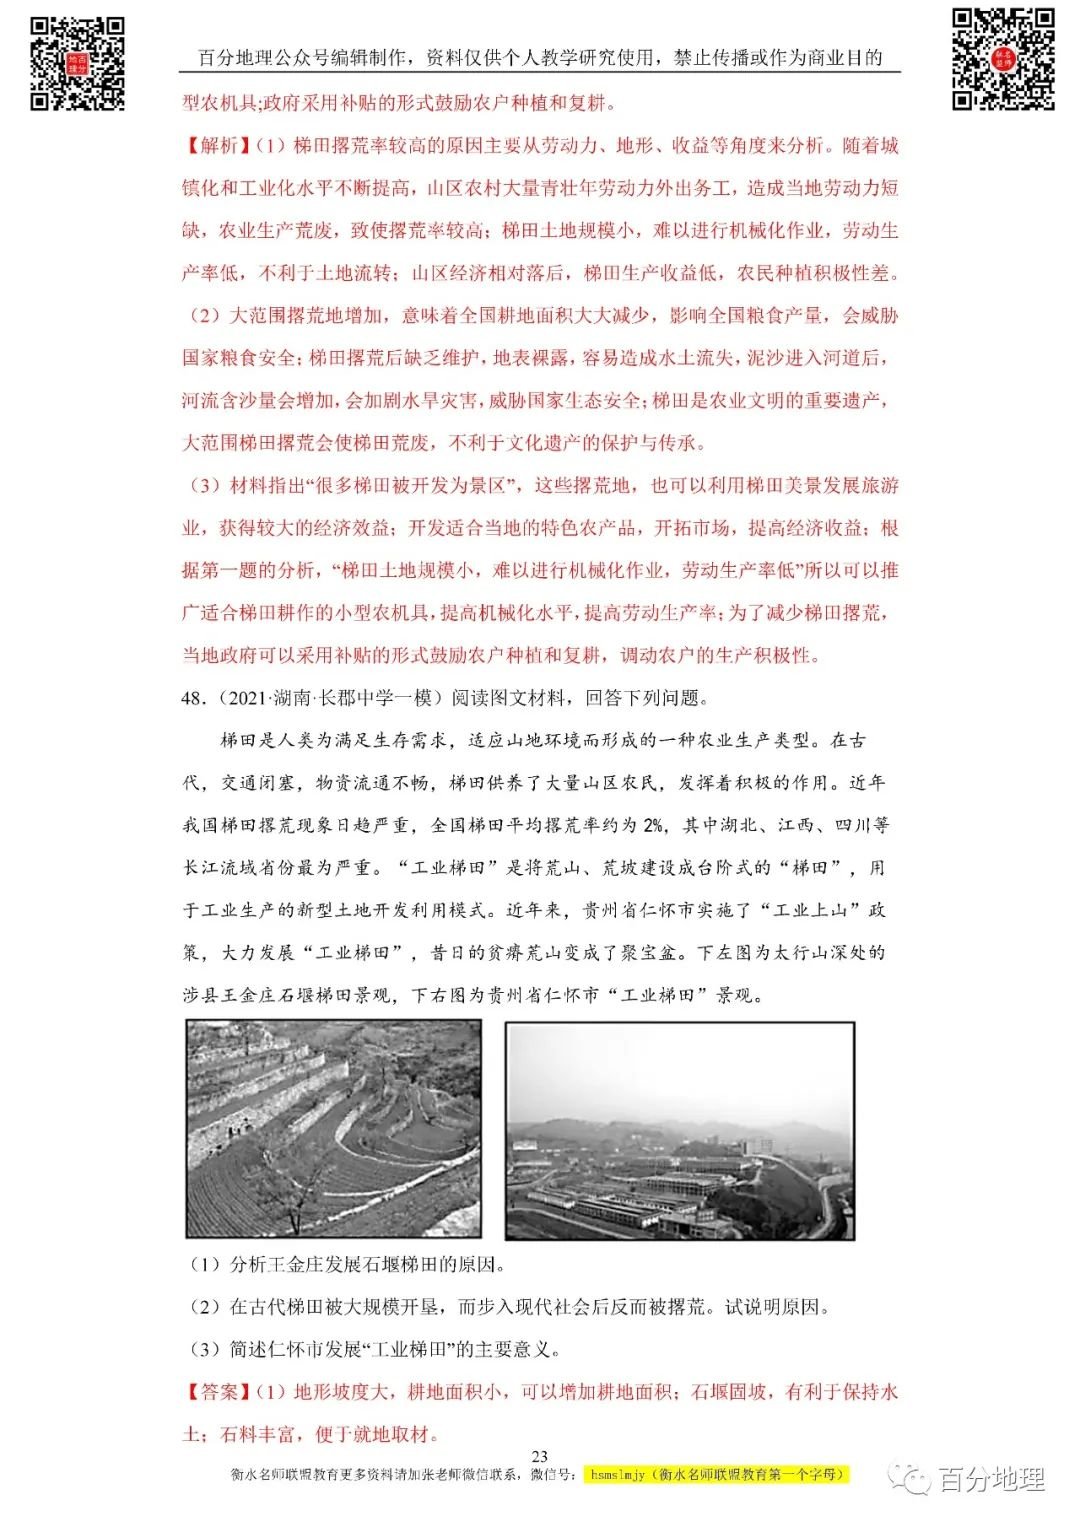 百分地理公众号编辑制作，资料仅供个人教学研究使用，禁止传播或作为商业目的
型农机具;政府采用补贴的形式鼓励农户种植和复耕。
【解析】（1）梯田撂荒率较高的原因主要从劳动力、地形、收益等角度来分析。随着城
镇化和工业化水平不断提高，山区农村大量青壮年劳动力外出务工，造成当地劳动力短
缺，农业生产荒废，致使撂荒率较高；梯田土地规模小，难以进行机械化作业，劳动生
产率低，不利于土地流转；山区经济相对落后，梯田生产收益低，农民种植积极性差。
（2）大范围撂荒地增加，意味着全国耕地面积大大减少，影响全国粮食产量，会威胁
国家粮食安全；梯田撂荒后缺乏维护，地表裸露，容易造成水土流失，泥沙进入河道后，
河流含沙量会增加，会加剧水旱灾害，威胁国家生态安全；梯田是农业文明的重要遗产，
大范围梯田撂荒会使梯田荒废，不利于文化遗产的保护与传承。
（3）材料指出“很多梯田被开发为景区”，这些撂荒地，也可以利用梯田美景发展旅游
业，获得较大的经济效益；开发适合当地的特色农产品，开拓市场，提高经济收益；根
据第一题的分析，“梯田土地规模小，难以进行机械化作业，劳动生产率低”所以可以推
广适合梯田耕作的小型农机具，提高机械化水平，提高劳动生产率；为了减少梯田撂荒，
当地政府可以采用补贴的形式鼓励农户种植和复耕，调动农户的生产积极性。
48．（2021·湖南·长郡中学一模）阅读图文材料，回答下列问题。
梯田是人类为满足生存需求，适应山地环境而形成的一种农业生产类型。在古
代，交通闭塞，物资流通不畅，梯田供养了大量山区农民，发挥着积极的作用。近年
我国梯田撂荒现象日趋严重，全国梯田平均撂荒率约为 2%，其中湖北、江西、四川等
长江流域省份最为严重。“工业梯田”是将荒山、荒坡建设成台阶式的“梯田”，用
于工业生产的新型土地开发利用模式。近年来，贵州省仁怀市实施了“工业上山”政
策，大力发展“工业梯田”，昔日的贫瘠荒山变成了聚宝盆。下左图为太行山深处的
涉县王金庄石堰梯田景观，下右图为贵州省仁怀市“工业梯田”景观。
（1）分析王金庄发展石堰梯田的原因。
（2）在古代梯田被大规模开垦，而步入现代社会后反而被撂荒。试说明原因。
（3）简述仁怀市发展“工业梯田”的主要意义。
【答案】（1）地形坡度大，耕地面积小，可以增加耕地面积；石堰固坡，有利于保持水
土；石料丰富，便于就地取材。
23
衡水名师联盟教育更多资料请加张老师微信联系，微信号： hsmslmjy（衡水名师联盟教育第一个字母）
百分地理